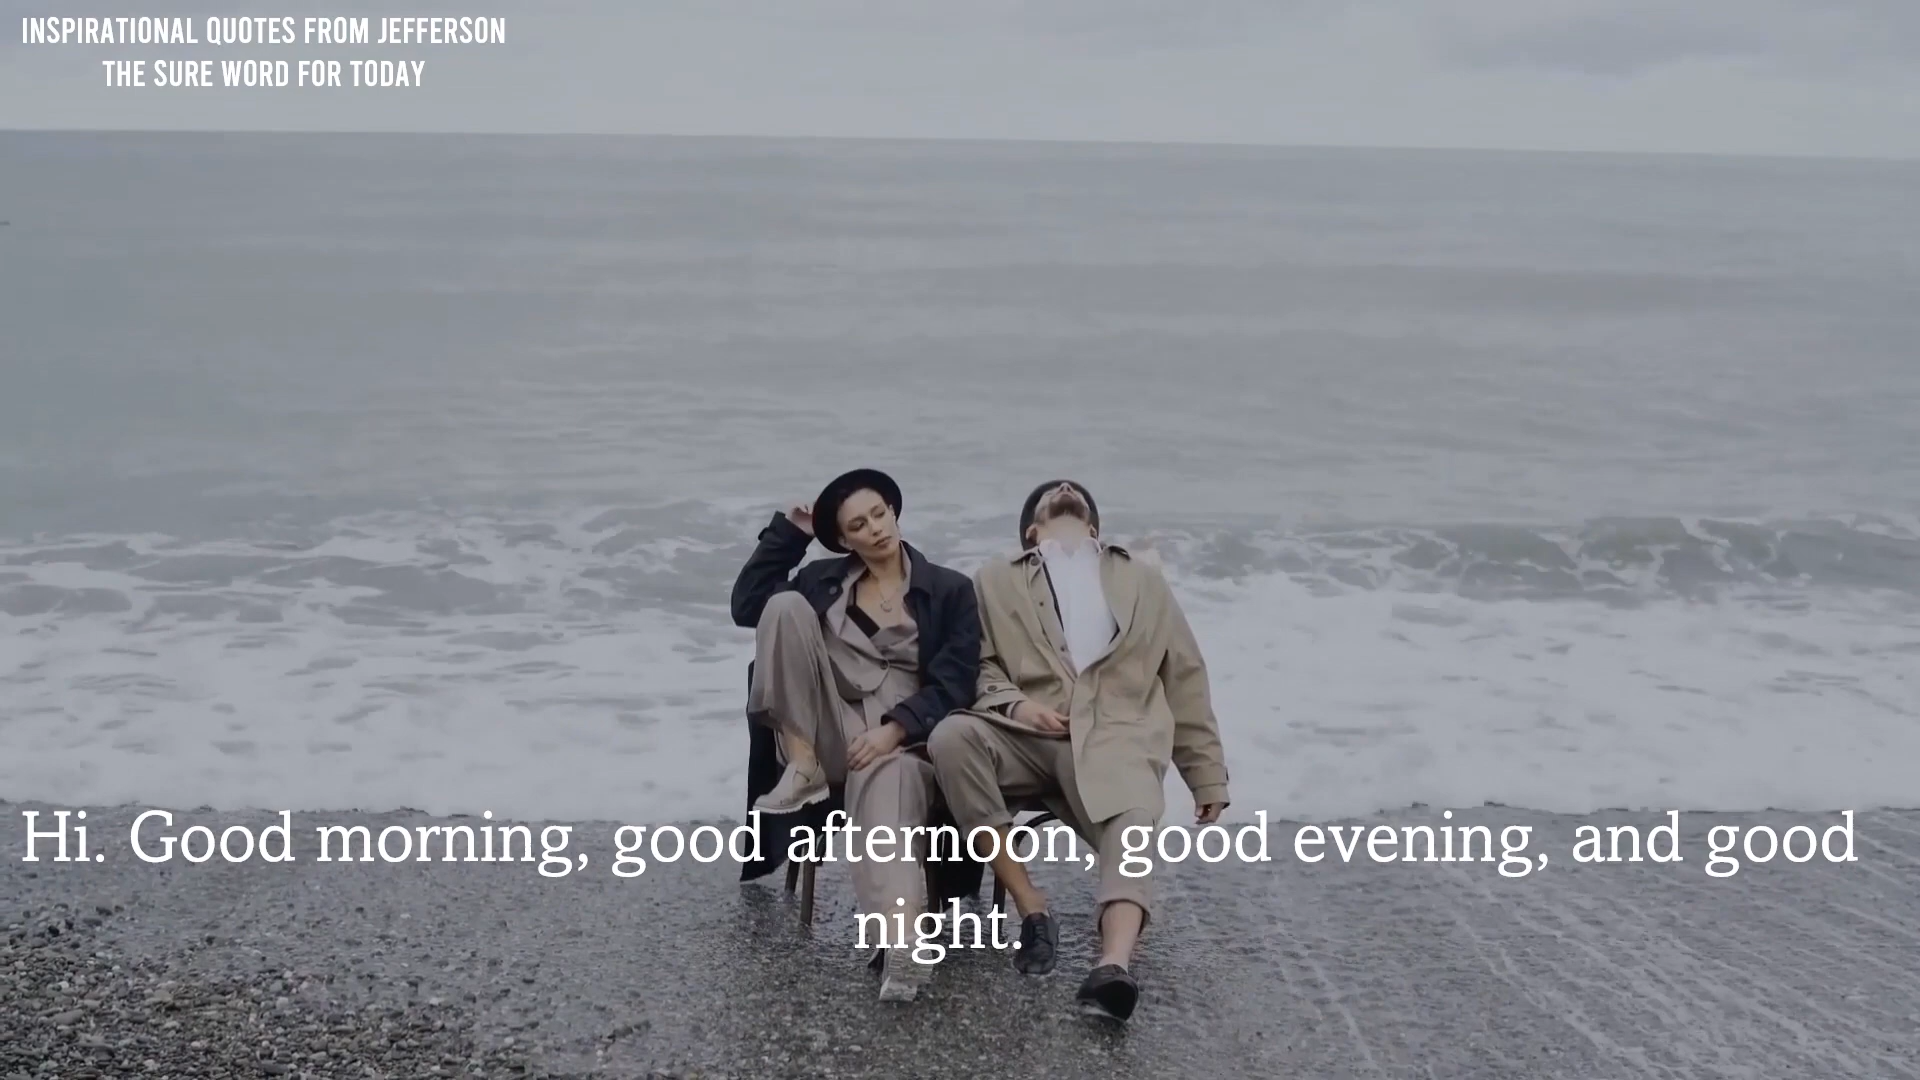 INSPIRATIONAL QUOTES FROM JEFFERSON
THE SURE WORD FOR TODAY
Hi. Good morning, good afternoon, good evening, and good
night.